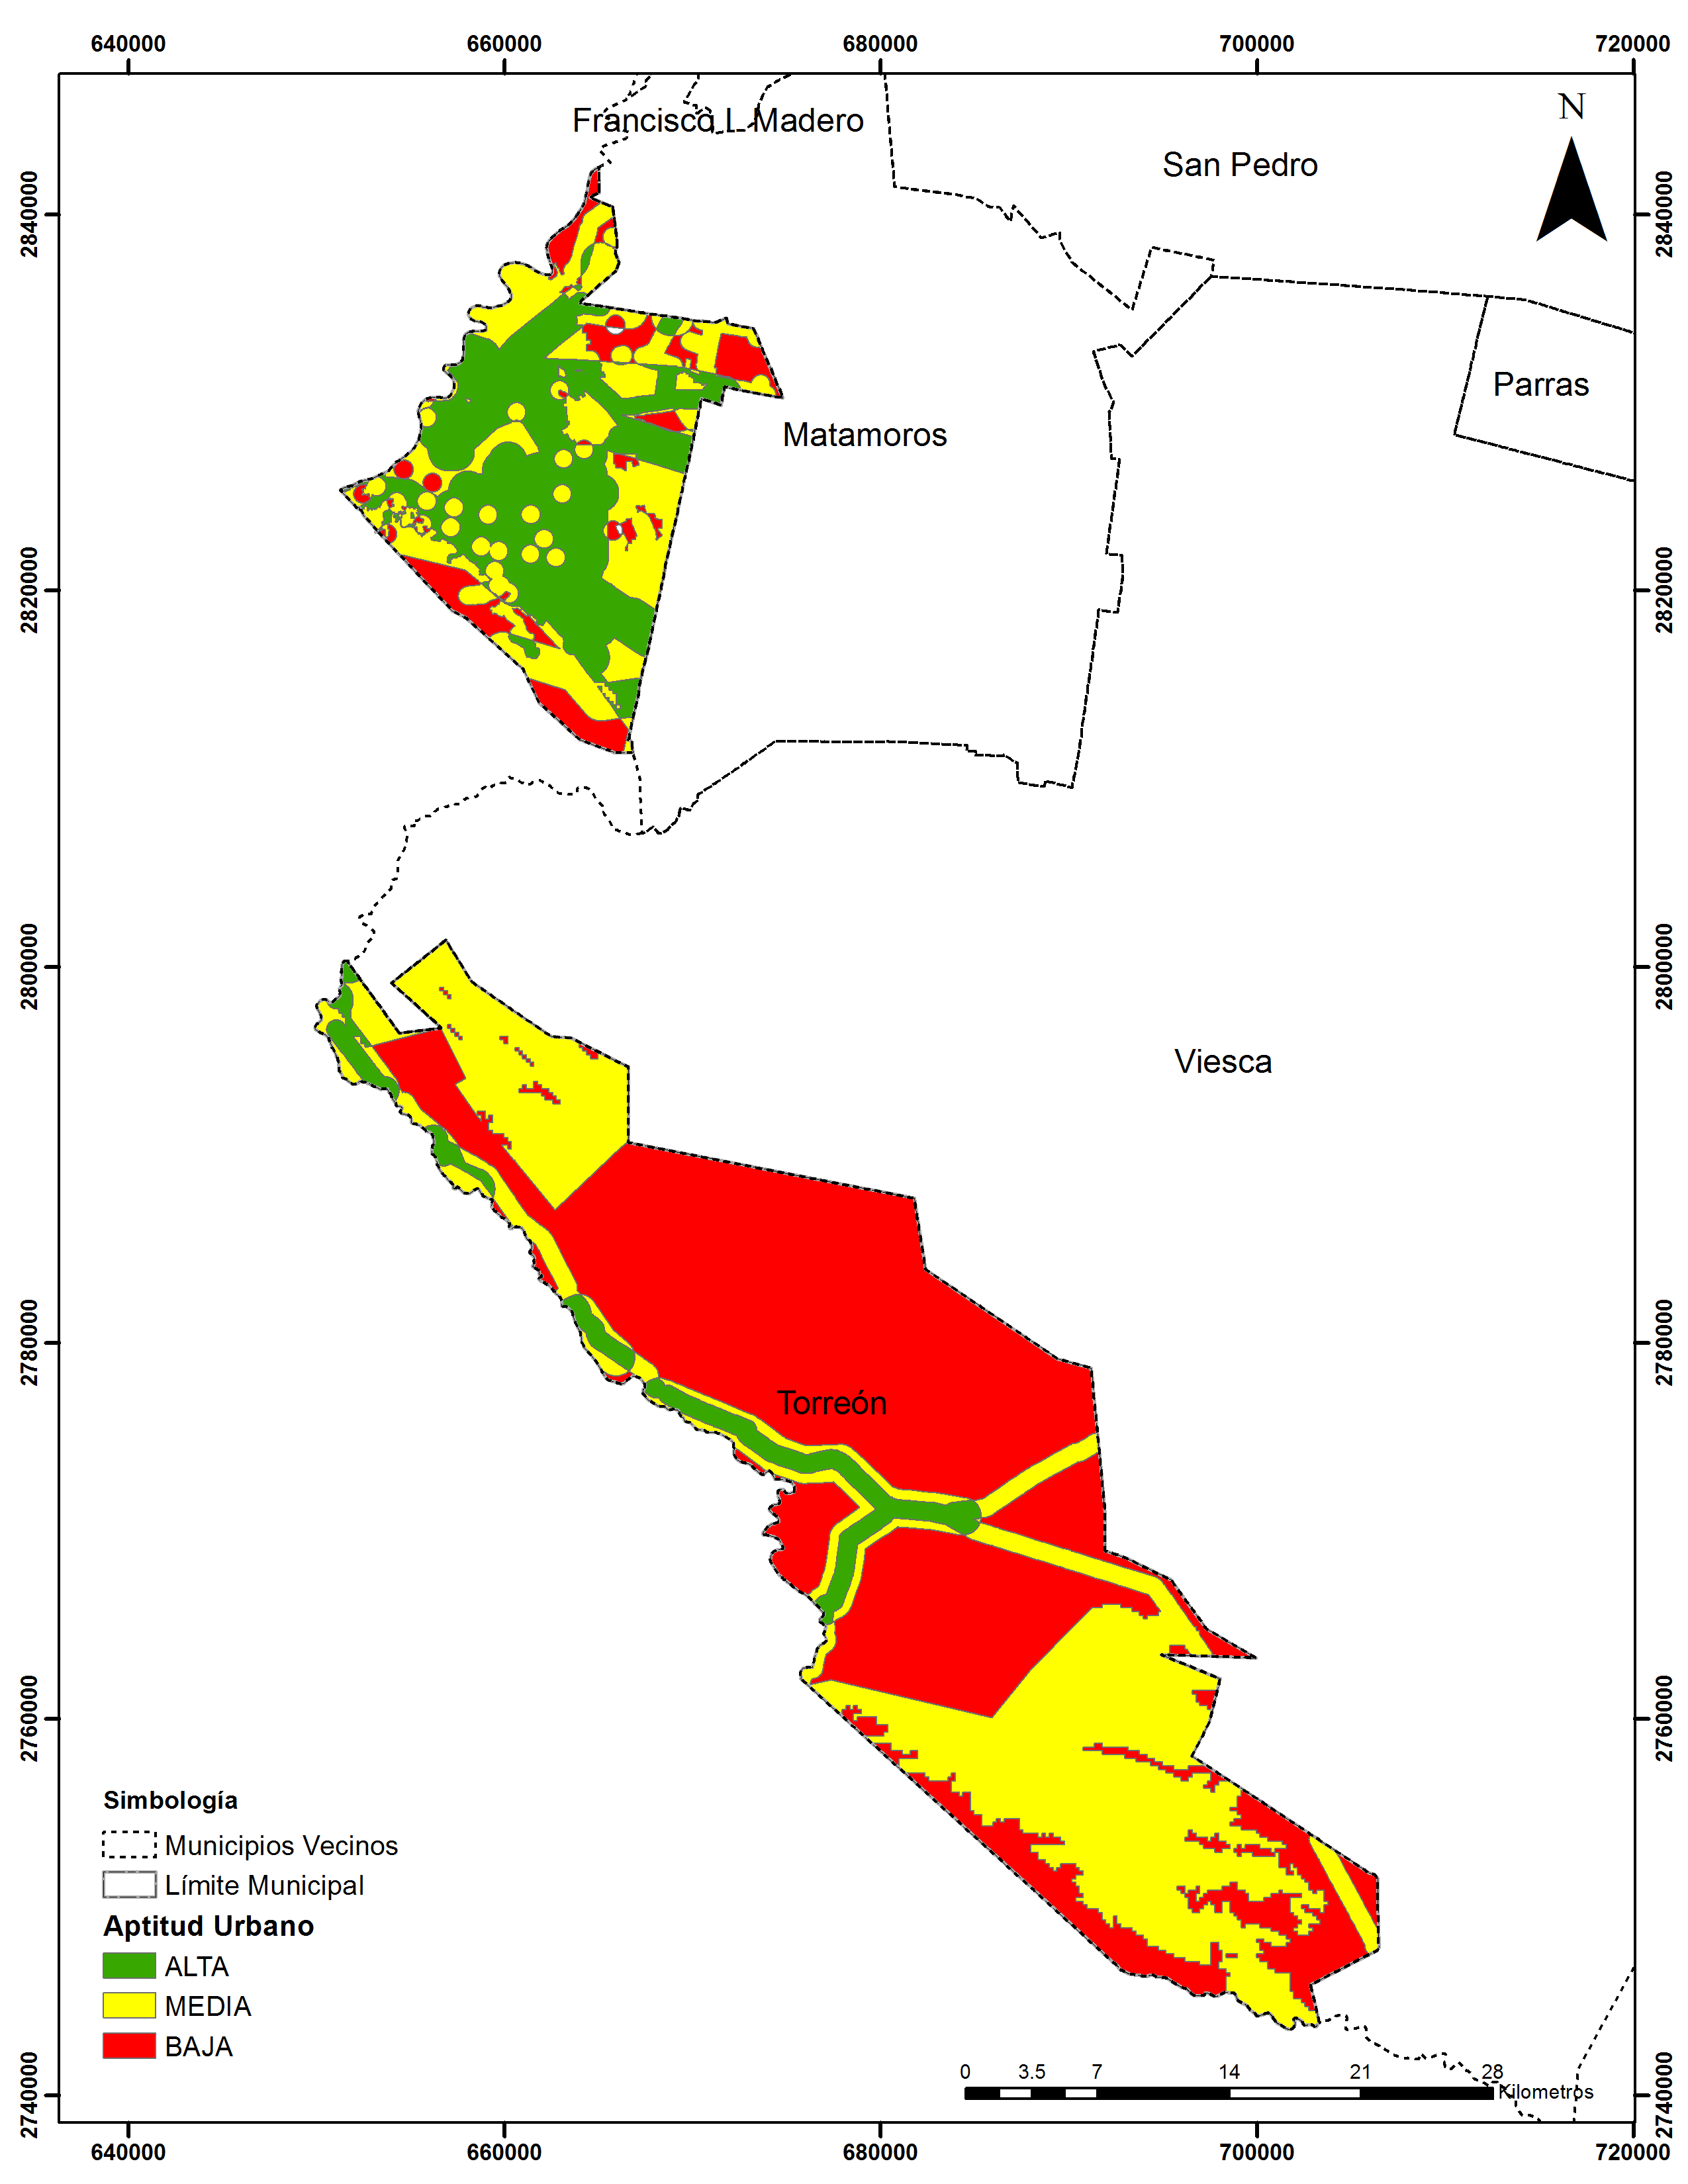 640000 660000 680000 700000 720000
Francisco I. Madero
N
San Pedro
2840000 2840000
Parras
Matamoros
2820000 2820000
2800000 2800000
Viesca
2780000 2780000
Torreón
2760000 2760000
Simbología
Municipios Vecinos
Límite Municipal
Aptitud Urbano
ALTA
MEDIA
BAJA
0 3.5 7 14 21 28
Kilometros
2740000 2740000
640000 660000 680000 700000 720000